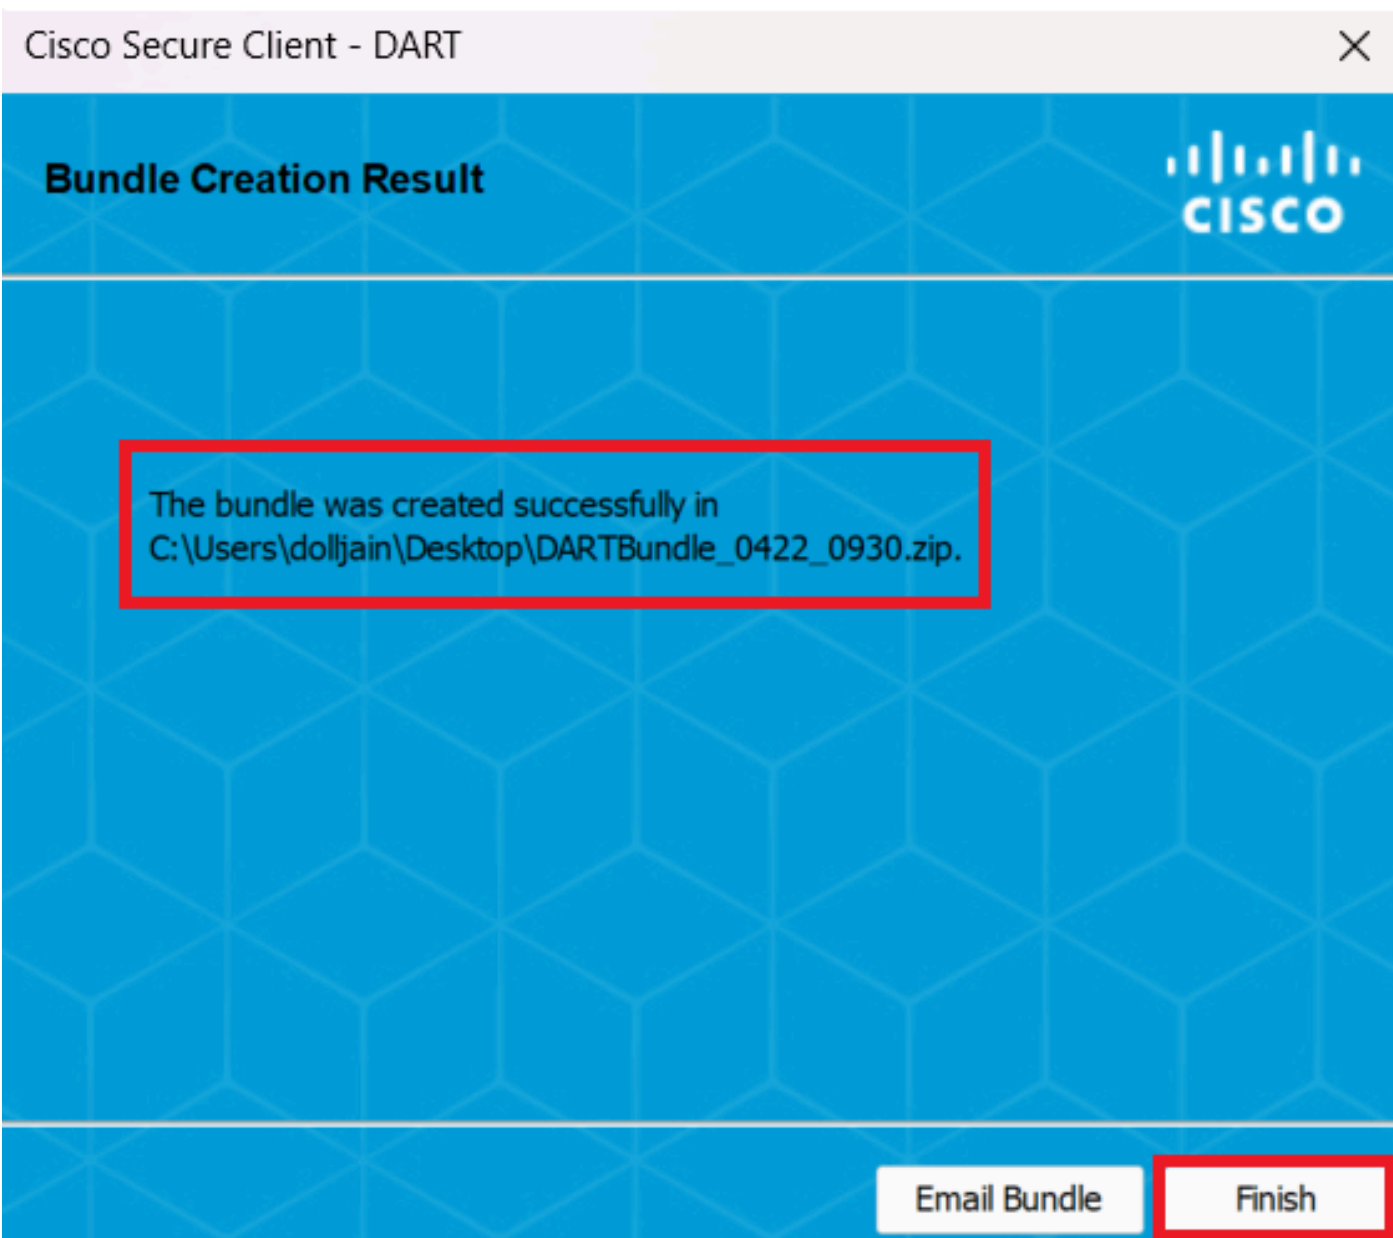 Cisco Secure Client - DART
Bundle Creation Result
CISCO
The bundle was created successfully in
C:\Users\dolljain\Desktop\DARTBundle_0422_0930.zip.
Email Bundle
Finish